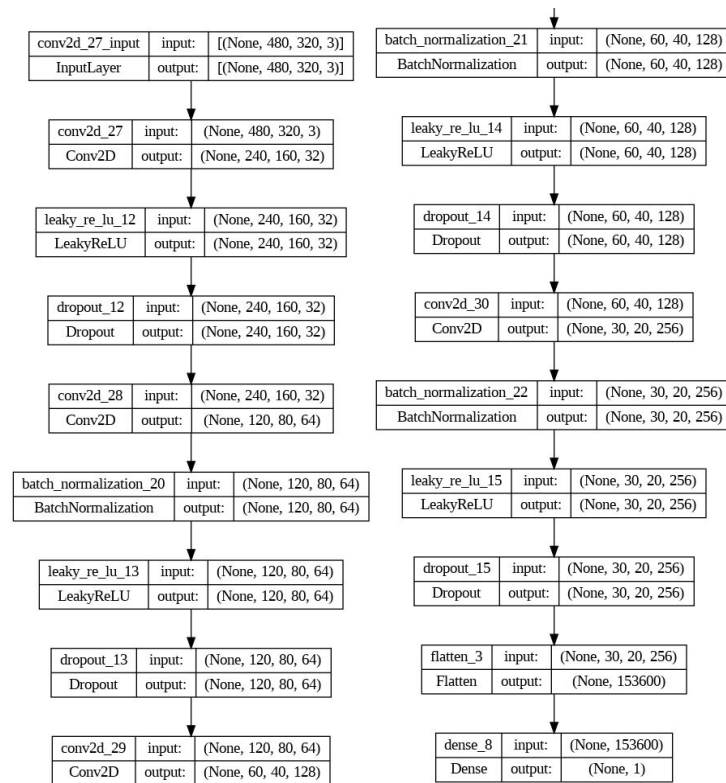 conv2d_27_input input: [(None, 480, 320, 3)]
InputLayer output: [(None, 480, 320, 3)]
conv2d_27 input: (None, 480, 320, 3)
Conv2D output: (None, 240, 160, 32)
leaky_re_lu_12 input: (None, 240, 160, 32)
LeakyReLU output: (None, 240, 160, 32)
dropout_12 input: (None, 240, 160, 32)
Dropout output: (None, 240, 160, 32)
conv2d_28 input: (None, 240, 160, 32)
Conv2D output: (None, 120, 80, 64)
batch_normalization_20 input: (None, 120, 80, 64)
BatchNormalization output: (None, 120, 80, 64)
leaky_re_lu_13 input: (None, 120, 80, 64)
LeakyReLU output: (None, 120, 80, 64)
dropout_13 input: (None, 120, 80, 64)
Dropout output: (None, 120, 80, 64)
conv2d_29 input: (None, 120, 80, 64)
Conv2D output: (None, 60, 40, 128)
batch_normalization_21 input: (None, 60, 40, 128)
BatchNormalization output: (None, 60, 40, 128)
leaky_re_lu_14 input: (None, 60, 40, 128)
LeakyReLU output: (None, 60, 40, 128)
dropout_14 input: (None, 60, 40, 128)
Dropout output: (None, 60, 40, 128)
conv2d_30 input: (None, 60, 40, 128)
Conv2D output: (None, 30, 20, 256)
batch_normalization_22 input: (None, 30, 20, 256)
BatchNormalization output: (None, 30, 20, 256)
leaky_re_lu_15 input: (None, 30, 20, 256)
LeakyReLU output: (None, 30, 20, 256)
dropout_15 input: (None, 30, 20, 256)
Dropout output: (None, 30, 20, 256)
flatten_3 input: (None, 30, 20, 256)
Flatten output: (None, 153600)
dense_8 input: (None, 153600)
Dense output: (None, 1)